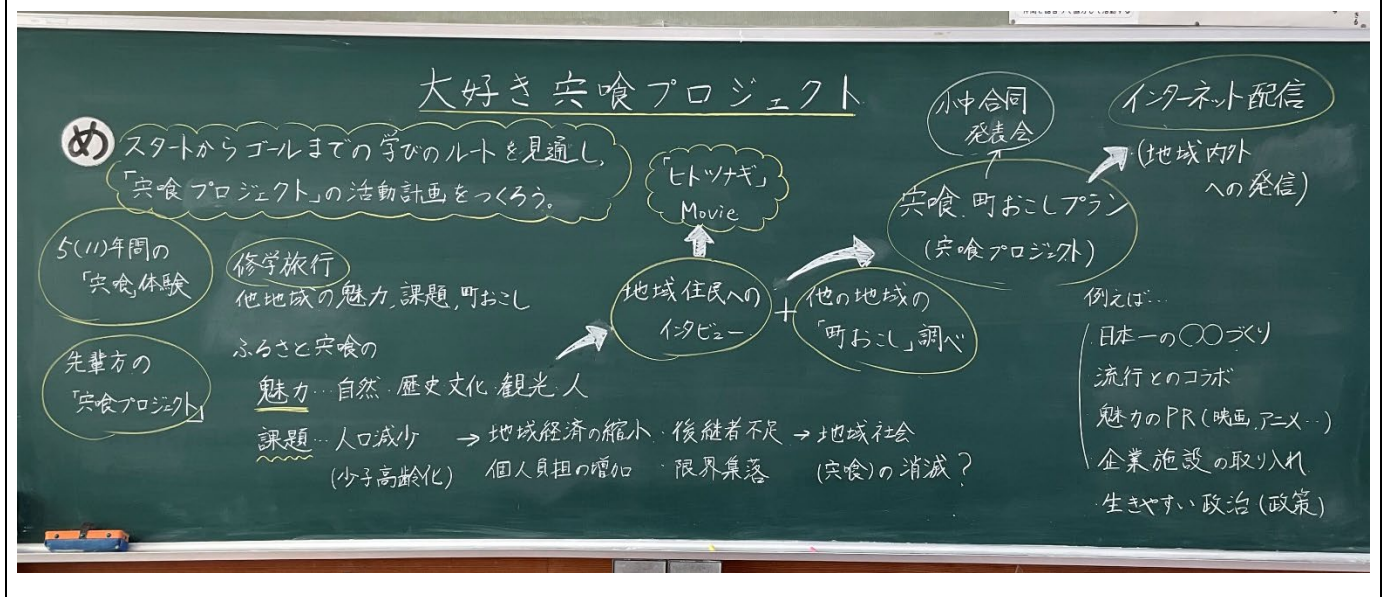 大好き宍喰プロジェクト
め
スタートからゴールまでの学びのルートを見通し、
「宍喰プロジェクト」の活動計画をつくろう。
5(11)年間の
「宍喰」体験
先輩方の
「宍喰プロジェクト」
修学旅行
他地域の魅力,課題,町おこし
ふるさと宍喰の
魅力…自然・歴史文化・観光・人
課題…人口減少
(少子高齢化)
→地域経済の縮小
個人負担の増加
・後継者不足
・限界集落
→地域社会
(宍喰)の消滅?
「ヒトツナギ」
Movie
地域住民への
インタビュー
+
他の地域の
「町おこし」調べ
小中合同
発表会
宍喰.町おこしプラン
(宍喰プロジェクト)
インターネット配信
(地域内外
への発信)
例えば…
・日本一の〇〇づくり
・流行とのコラボ
・魅力のPR(映画,アニメ…)
・企業施設の取り入れ
・生きやすい政治(政策)